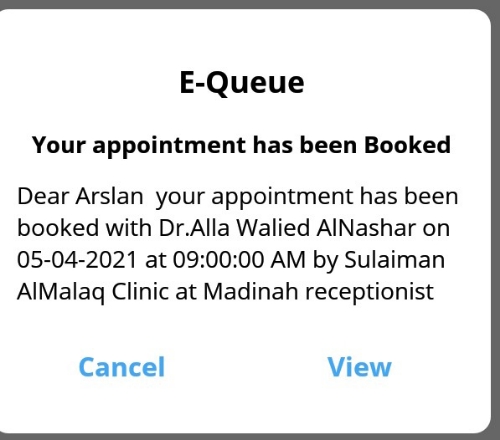 E-Queue
Your appointment has been Booked
Dear Arslan  your appointment has been
booked with Dr.Alla Walied AlNashar on
05-04-2021 at 09:00:00 AM by Sulaiman
AlMalaq Clinic at Madinah receptionist
Cancel View